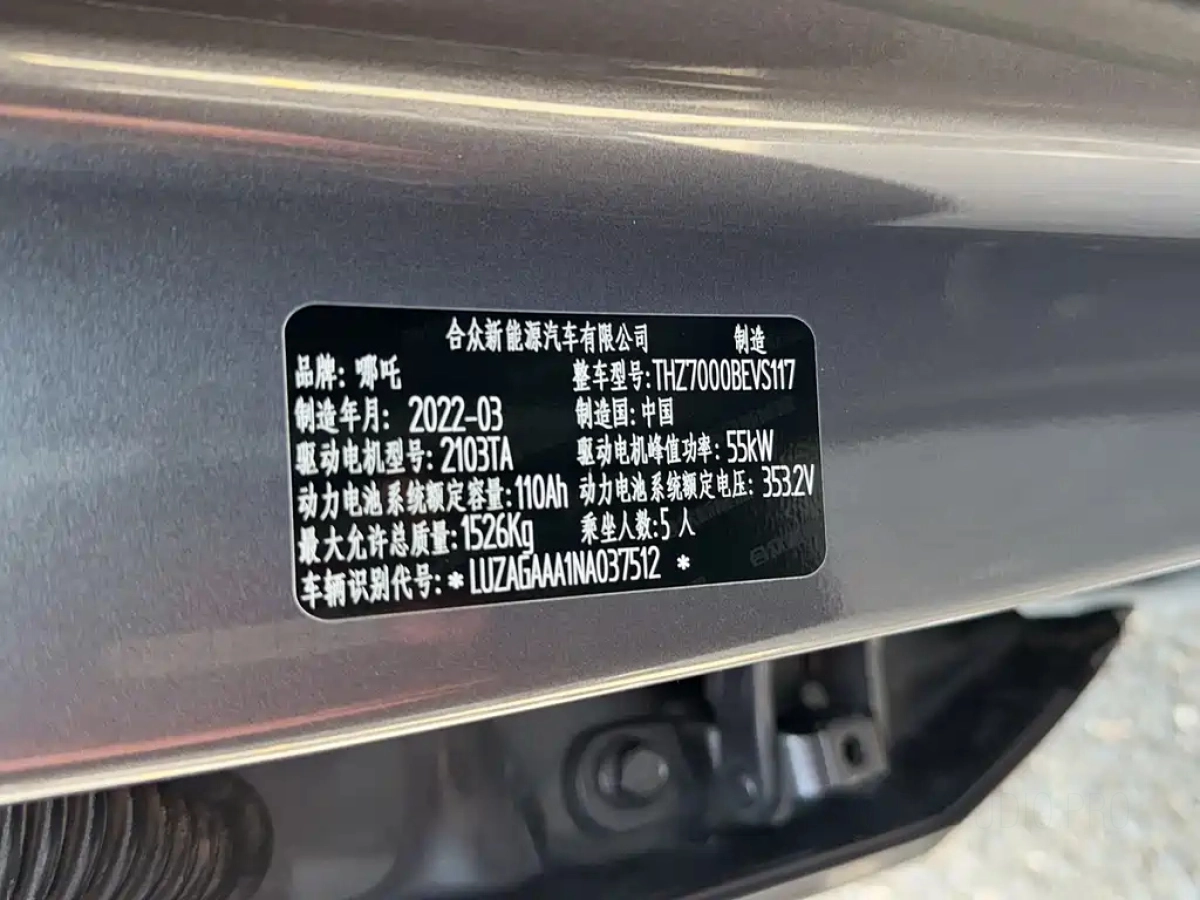 合众新能源汽车有限公司 制造
品牌: 哪吒 整车型号:THZ7000BEVS117
制造年月: 2022-03 制造国: 中国
驱动电机型号: 2103TA 驱动电机峰值功率: 55kW
动力电池系统额定容量:110Ah 动力电池系统额定电压: 353.2V
最大允许总质量:1526Kg 乘坐人数:5 人
车辆识别代号: * LUZAGAAA1NA037512 *